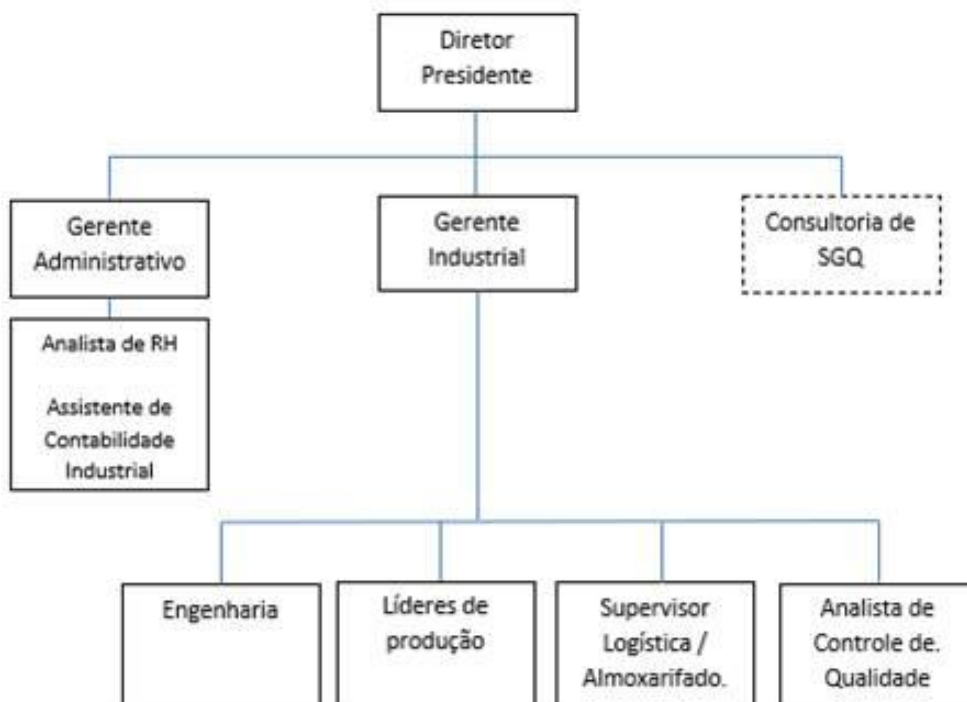 Diretor
Presidente
Gerente
Administrativo
Gerente
Industrial
Consultoria de
SGQ
Analista de RH
Assistente de
Contabilidade
Industrial
Engenharia
Líderes de
produção
Supervisor
Logística /
Almoxarifado.
Analista de
Controle de.
Qualidade